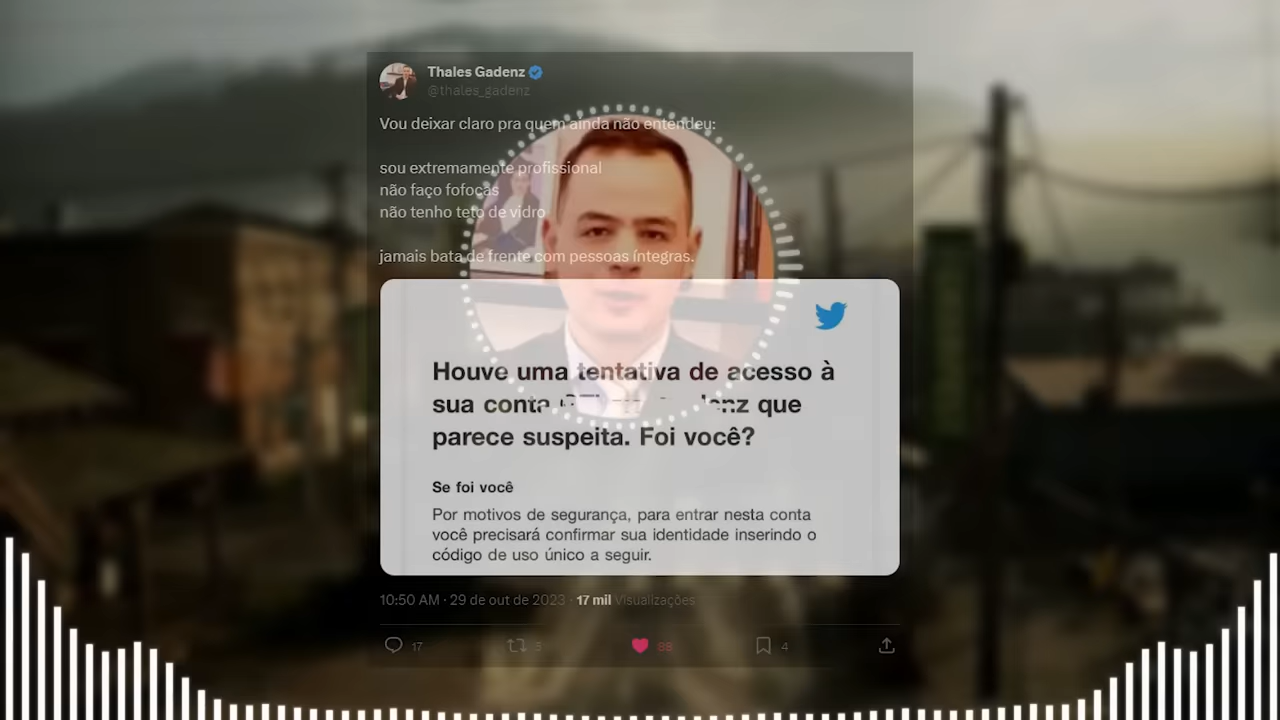 Thales Gadenz
@thales_gadenz
Vou deixar claro pra quem ainda não entendeu:
sou extremamente profissional
não faço fofocas
não tenho teto de vidro
jamais bata de frente com pessoas íntegras.
Houve uma tentativa de acesso à
sua conta que
parece suspeita. Foi você?
Se foi você
Por motivos de segurança, para entrar nesta conta
você precisará confirmar sua identidade inserindo o
código de uso único a seguir.
10:50 AM · 29 de out de 2023 · 17 mil Visualizações
17 3 88 4